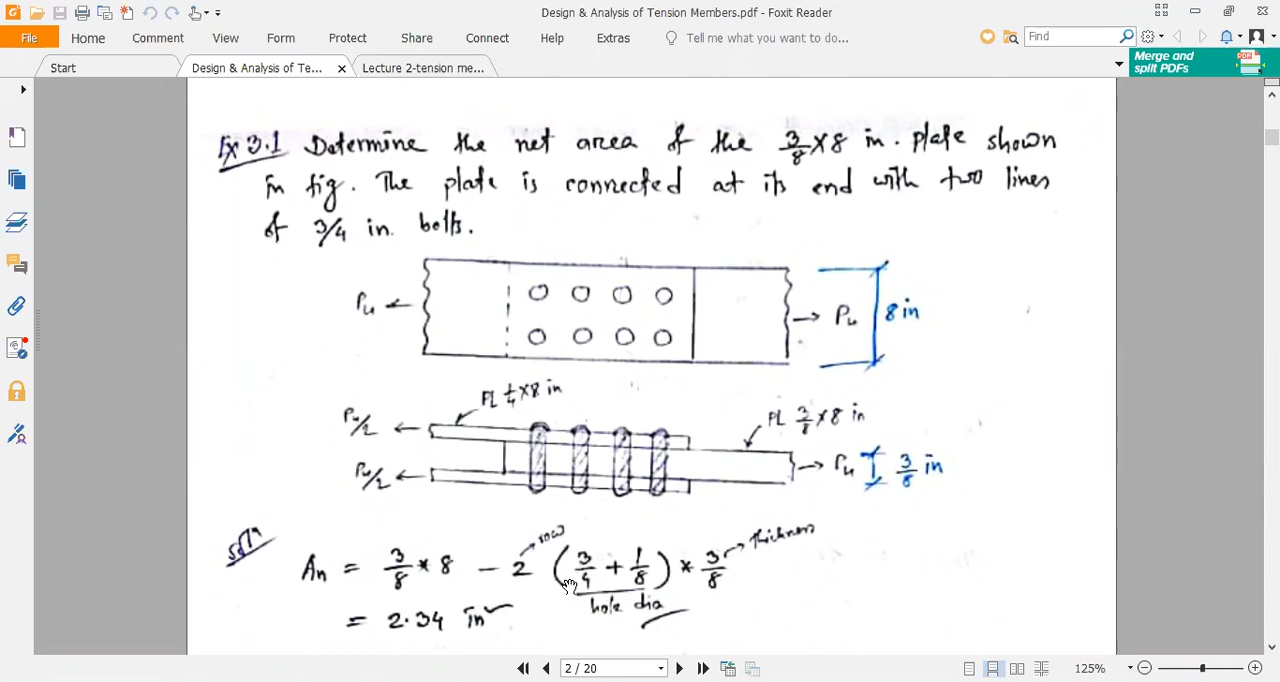 Design & Analysis of Tension Members.pdf - Foxit Reader
File Home Comment View Form Protect Share Connect Help Extras Tell me what you want to do... Find
Start Design & Analysis of Te... Lecture 2-tension me... Merge and
split PDFs
Ex 3.1 Determine the net area of the 3/8 x 8 in. plate shown
in fig. The plate is connected at its end with two lines
of 3/4 in. bolts.
Pu Pu 8 in
PL 1/4 x 8 in
Pu/2 PL 3/8 x 8 in
Pu/2 Pu 3/8 in
Soln
row thickness
An = 3/8 * 8 - 2 (3/4 + 1/8) * 3/8
hole dia
= 2.34 in²
2 / 20 125%